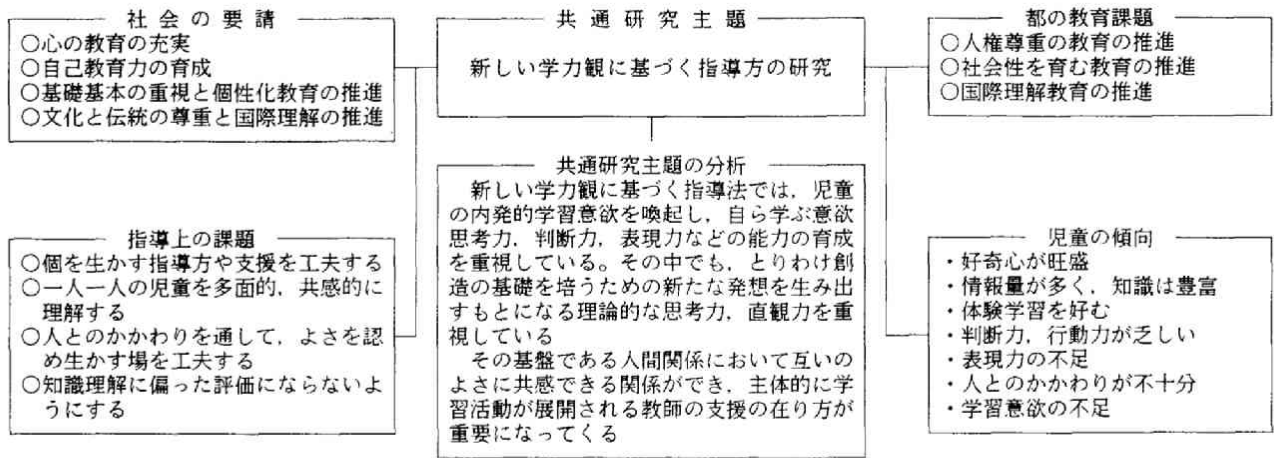 社会の要請
○心の教育の充実
○自己教育力の育成
○基礎基本の重視と個性化教育の推進
○文化と伝統の尊重と国際理解の推進
共通研究主題
新しい学力観に基づく指導方の研究
都の教育課題
○人権尊重の教育の推進
○社会性を育む教育の推進
○国際理解教育の推進
指導上の課題
○個を生かす指導方や支援を工夫する
○一人一人の児童を多面的，共感的に
理解する
○人とのかかわりを通して，よさを認
め生かす場を工夫する
○知識理解に偏った評価にならないよ
うにする
共通研究主題の分析
新しい学力観に基づく指導法では，児童
の内発的学習意欲を喚起し，自ら学ぶ意欲
思考力，判断力，表現力などの能力の育成
を重視している。その中でも，とりわけ創
造の基礎を培うための新たな発想を生み出
すもとになる理論的な思考力，直観力を重
視している
その基盤である人間関係において互いの
よさに共感できる関係ができ，主体的に学
習活動が展開される教師の支援の在り方が
重要になってくる
児童の傾向
・好奇心が旺盛
・情報量が多く，知識は豊富
・体験学習を好む
・判断力，行動力が乏しい
・表現力の不足
・人とのかかわりが不十分
・学習意欲の不足